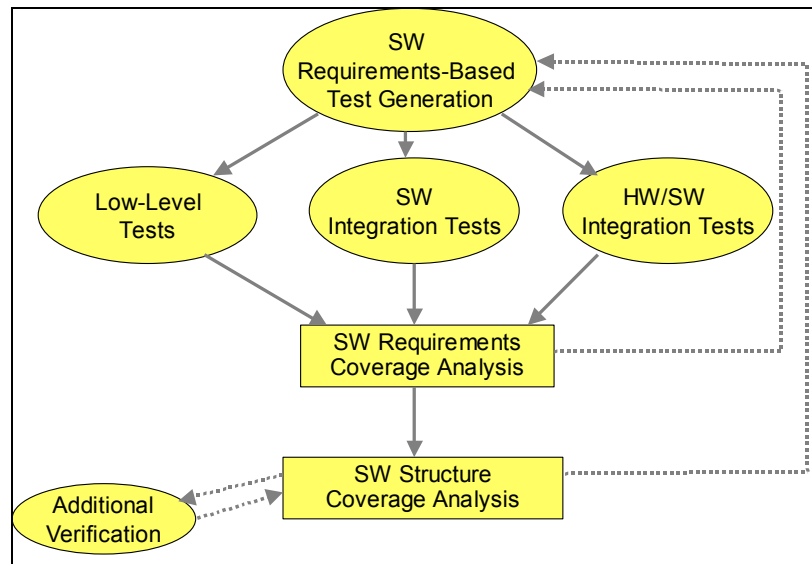 SW
Requirements-Based
Test Generation
Low-Level
Tests
SW
Integration Tests
HW/SW
Integration Tests
SW Requirements
Coverage Analysis
SW Structure
Coverage Analysis
Additional
Verification